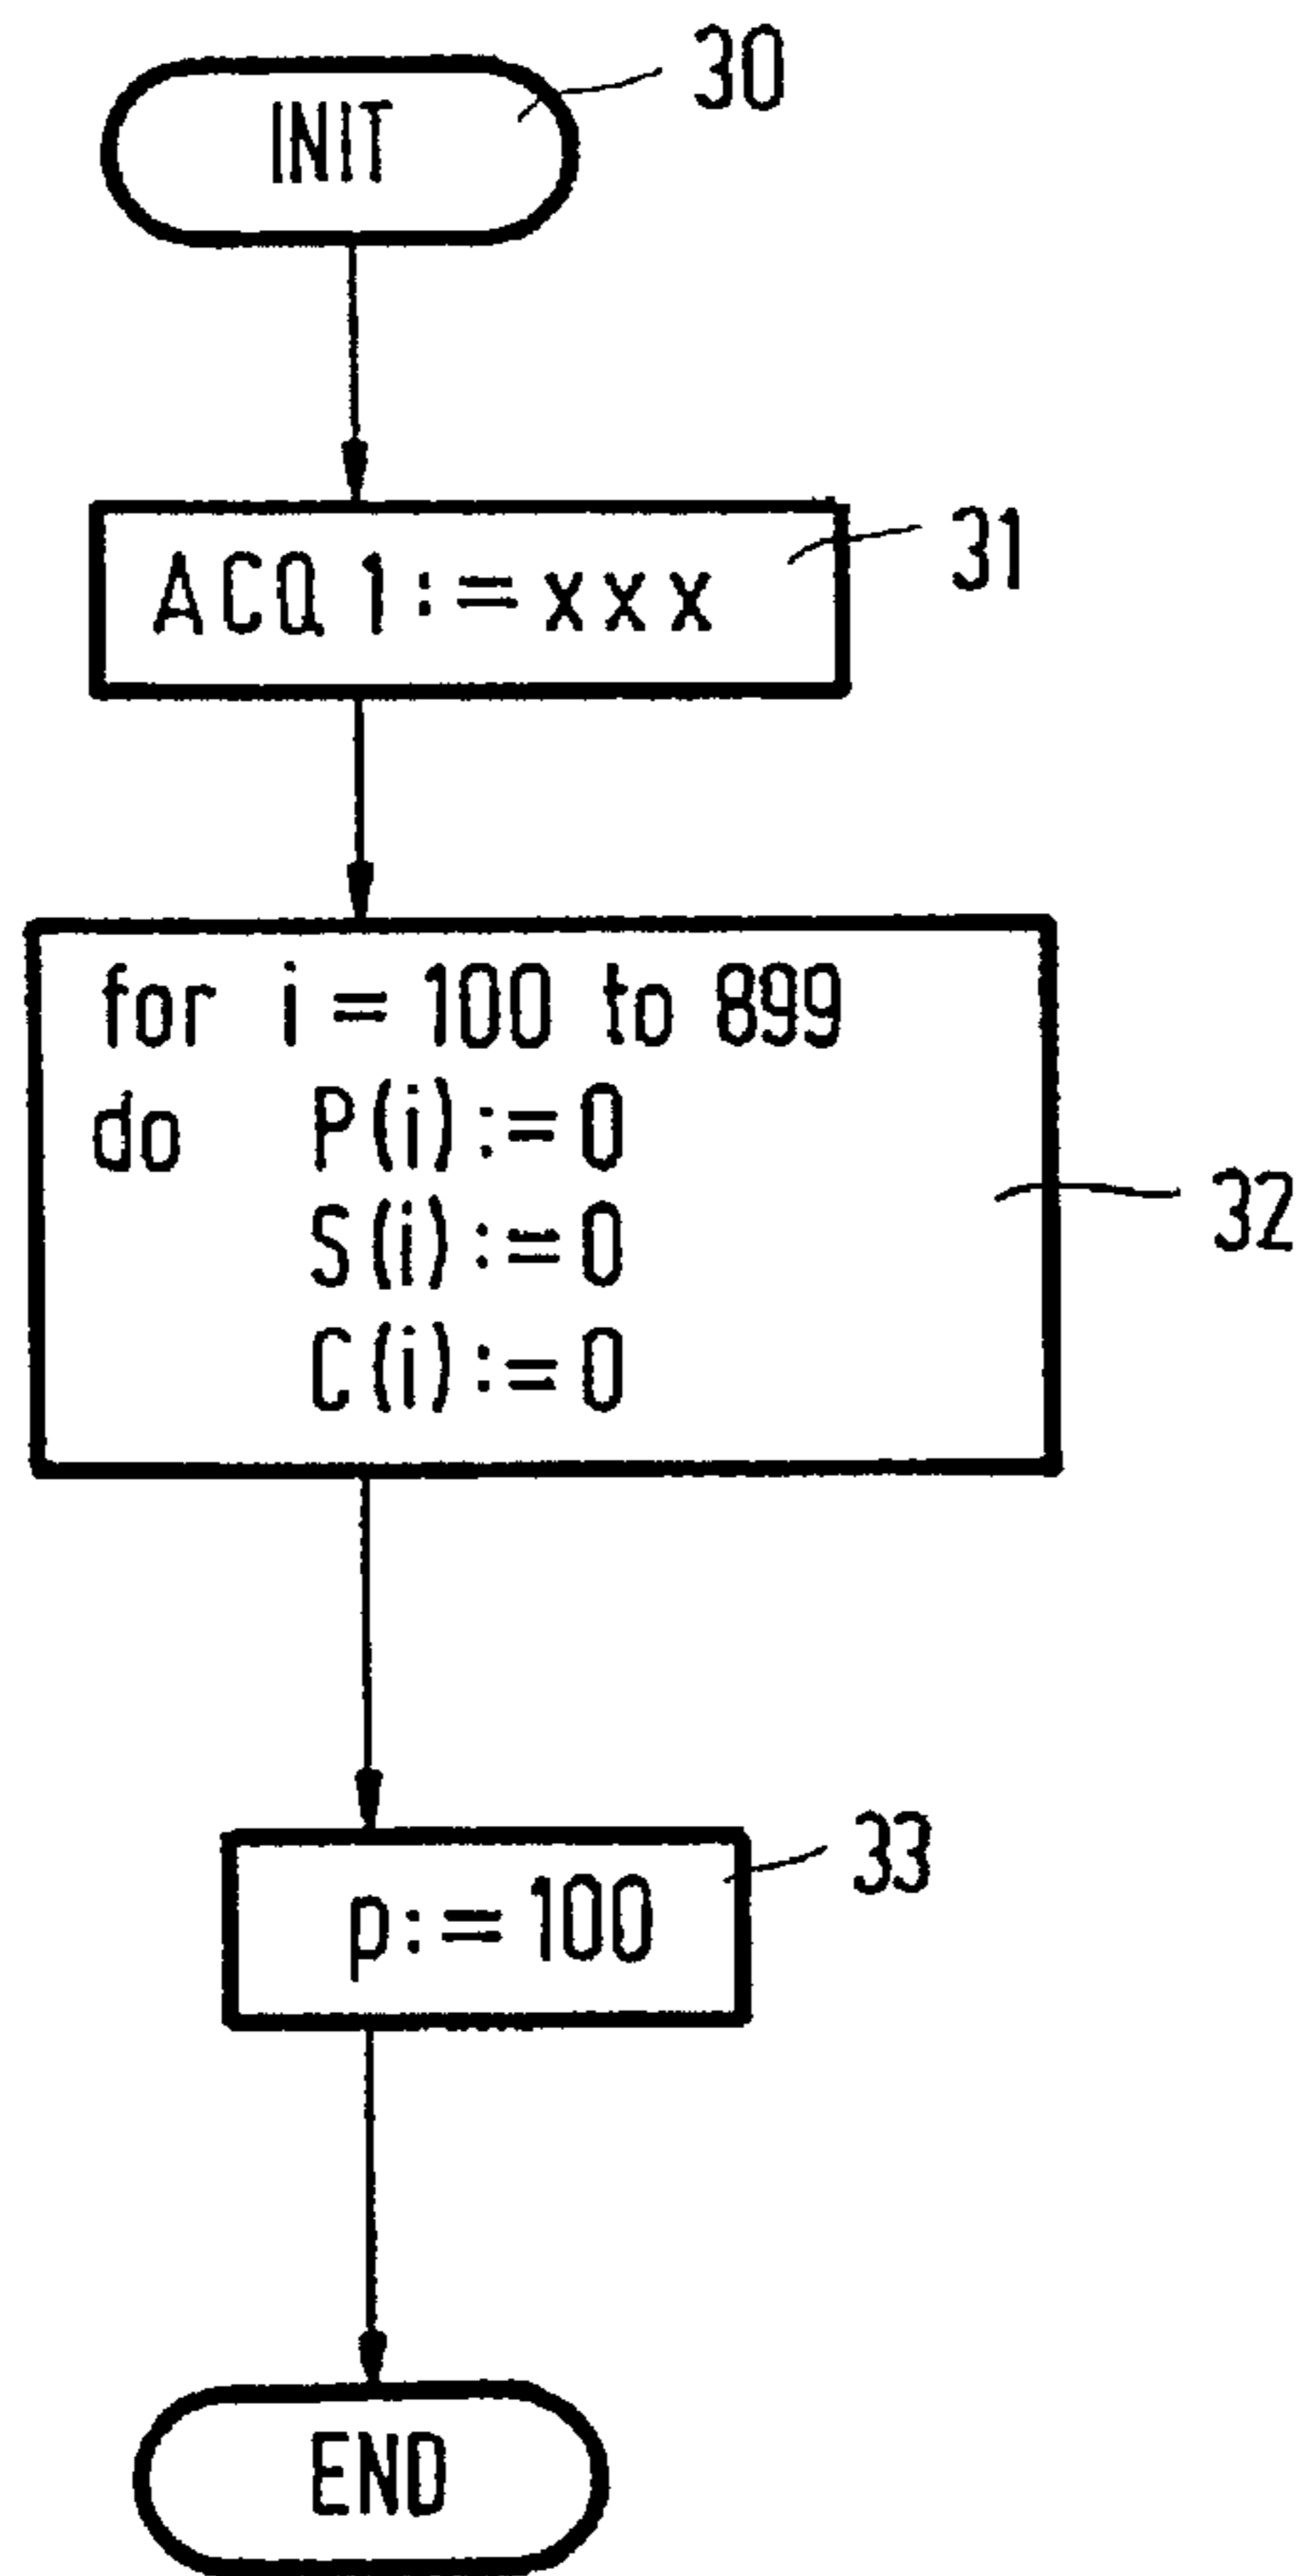 INIT
30
ACQ 1:=xxx
31
for i = 100 to 899
do P(i):=0
S(i):=0
C(i):=0
32
p:=100
33
END